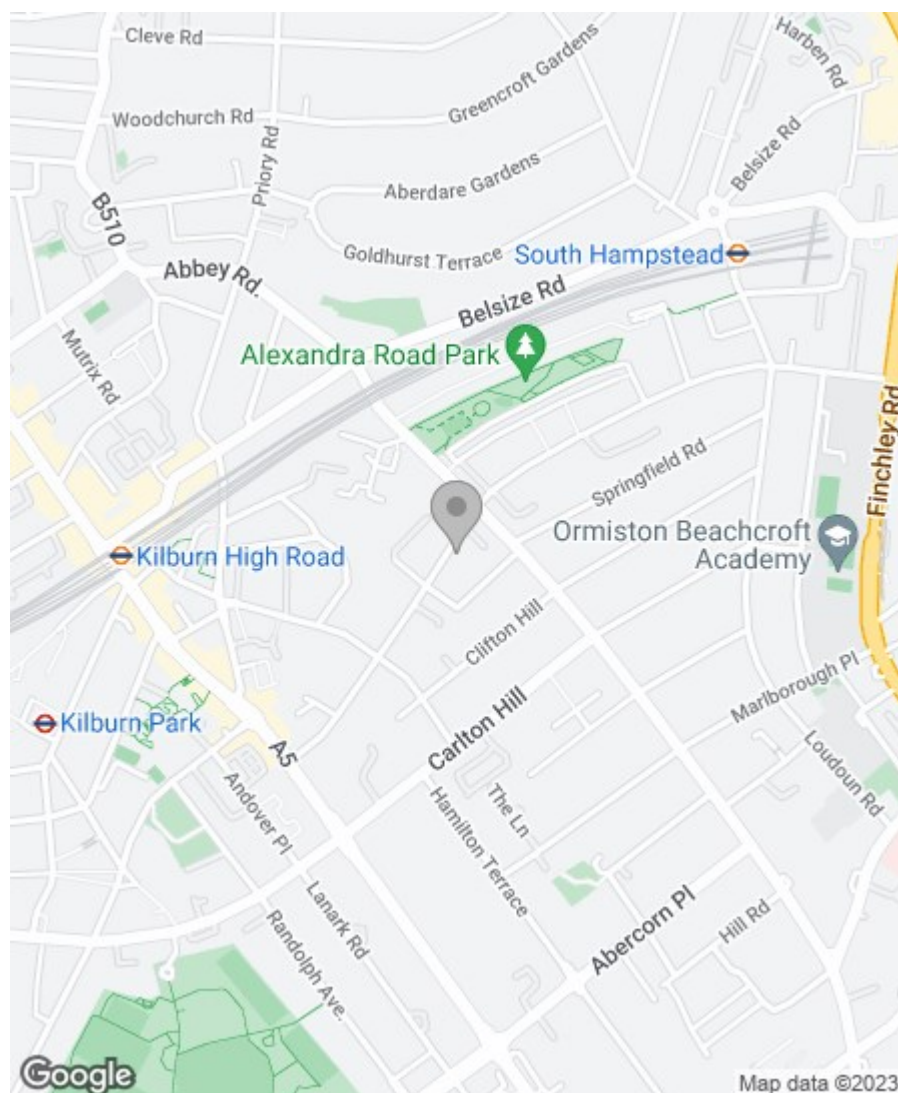 Cleve Rd
Harben Rd
Greencroft Gardens
Woodchurch Rd
Priory Rd
Belsize Rd
Aberdare Gardens
B510
Goldhurst Terrace
South Hampstead
Abbey Rd.
Belsize Rd
Mutrix Rd
Alexandra Road Park
Finchley Rd
Springfield Rd
Ormiston Beachcroft
Academy
Kilburn High Road
Clifton Hill
Marlborough Pl
Kilburn Park
A5
Carlton Hill
Loudoun Rd
Andover Pl
The Ln
Hamilton Terrace
Lanark Rd
Randolph Ave.
Abercorn Pl
Hill Rd
Google
Map data ©2023